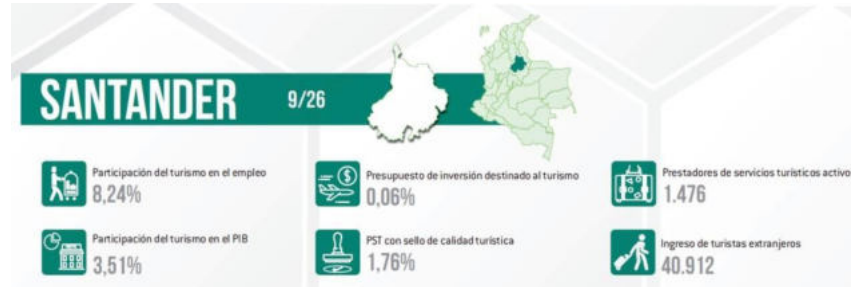 SANTANDER 9/26
Participación del turismo en el empleo
8,24%
Presupuesto de inversión destinado al turismo
0,06%
Prestadores de servicios turísticos activo
1.476
Participación del turismo en el PIB
3,51%
PST con sello de calidad turística
1,76%
Ingreso de turistas extranjeros
40.912